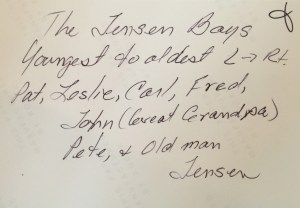 The Jensen Boys
Youngest to oldest L → Rt.
Pat, Leslie, Carl, Fred,
John (Great Grandpa)
Pete, & Old man
Jensen